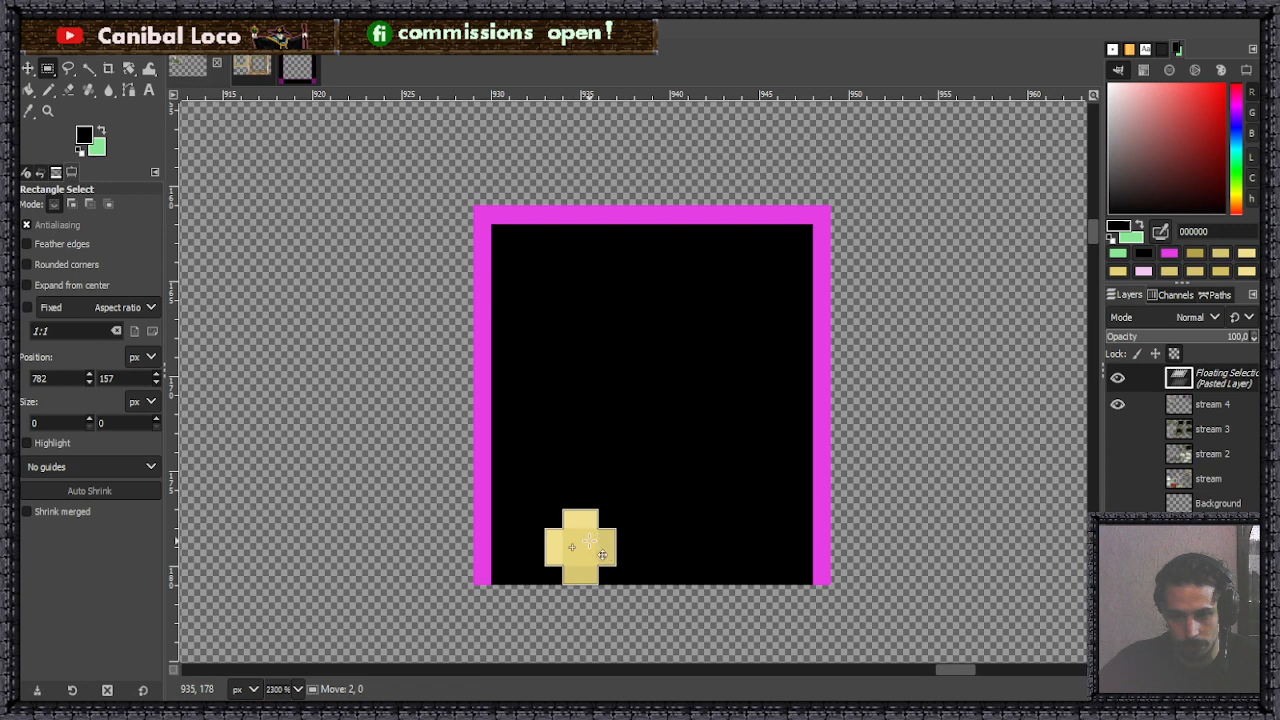 Canibal Loco
fi commissions open!
915 920 925 930 935 940 945 950 955 960
Rectangle Select
Mode:
Antialiasing
Feather edges
Rounded corners
Expand from center
Fixed Aspect ratio
1:1
Position: px
782 157
Size: px
0 0
Highlight
No guides
Auto Shrink
Shrink merged
935, 178 px 2300 % Move: 2, 0
Aa
R
G
B
L
C
h
000000
Layers Channels Paths
Mode Normal
Opacity 100,0
Lock:
Floating Selectio
(Pasted Layer)
stream 4
stream 3
stream 2
stream
Background